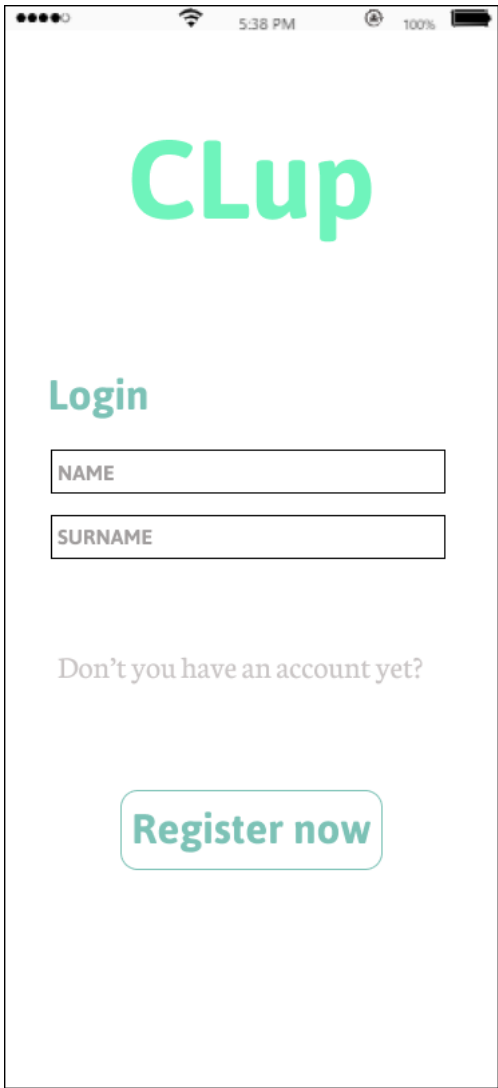 5:38 PM 100%
CLup
Login
NAME
SURNAME
Don’t you have an account yet?
Register now